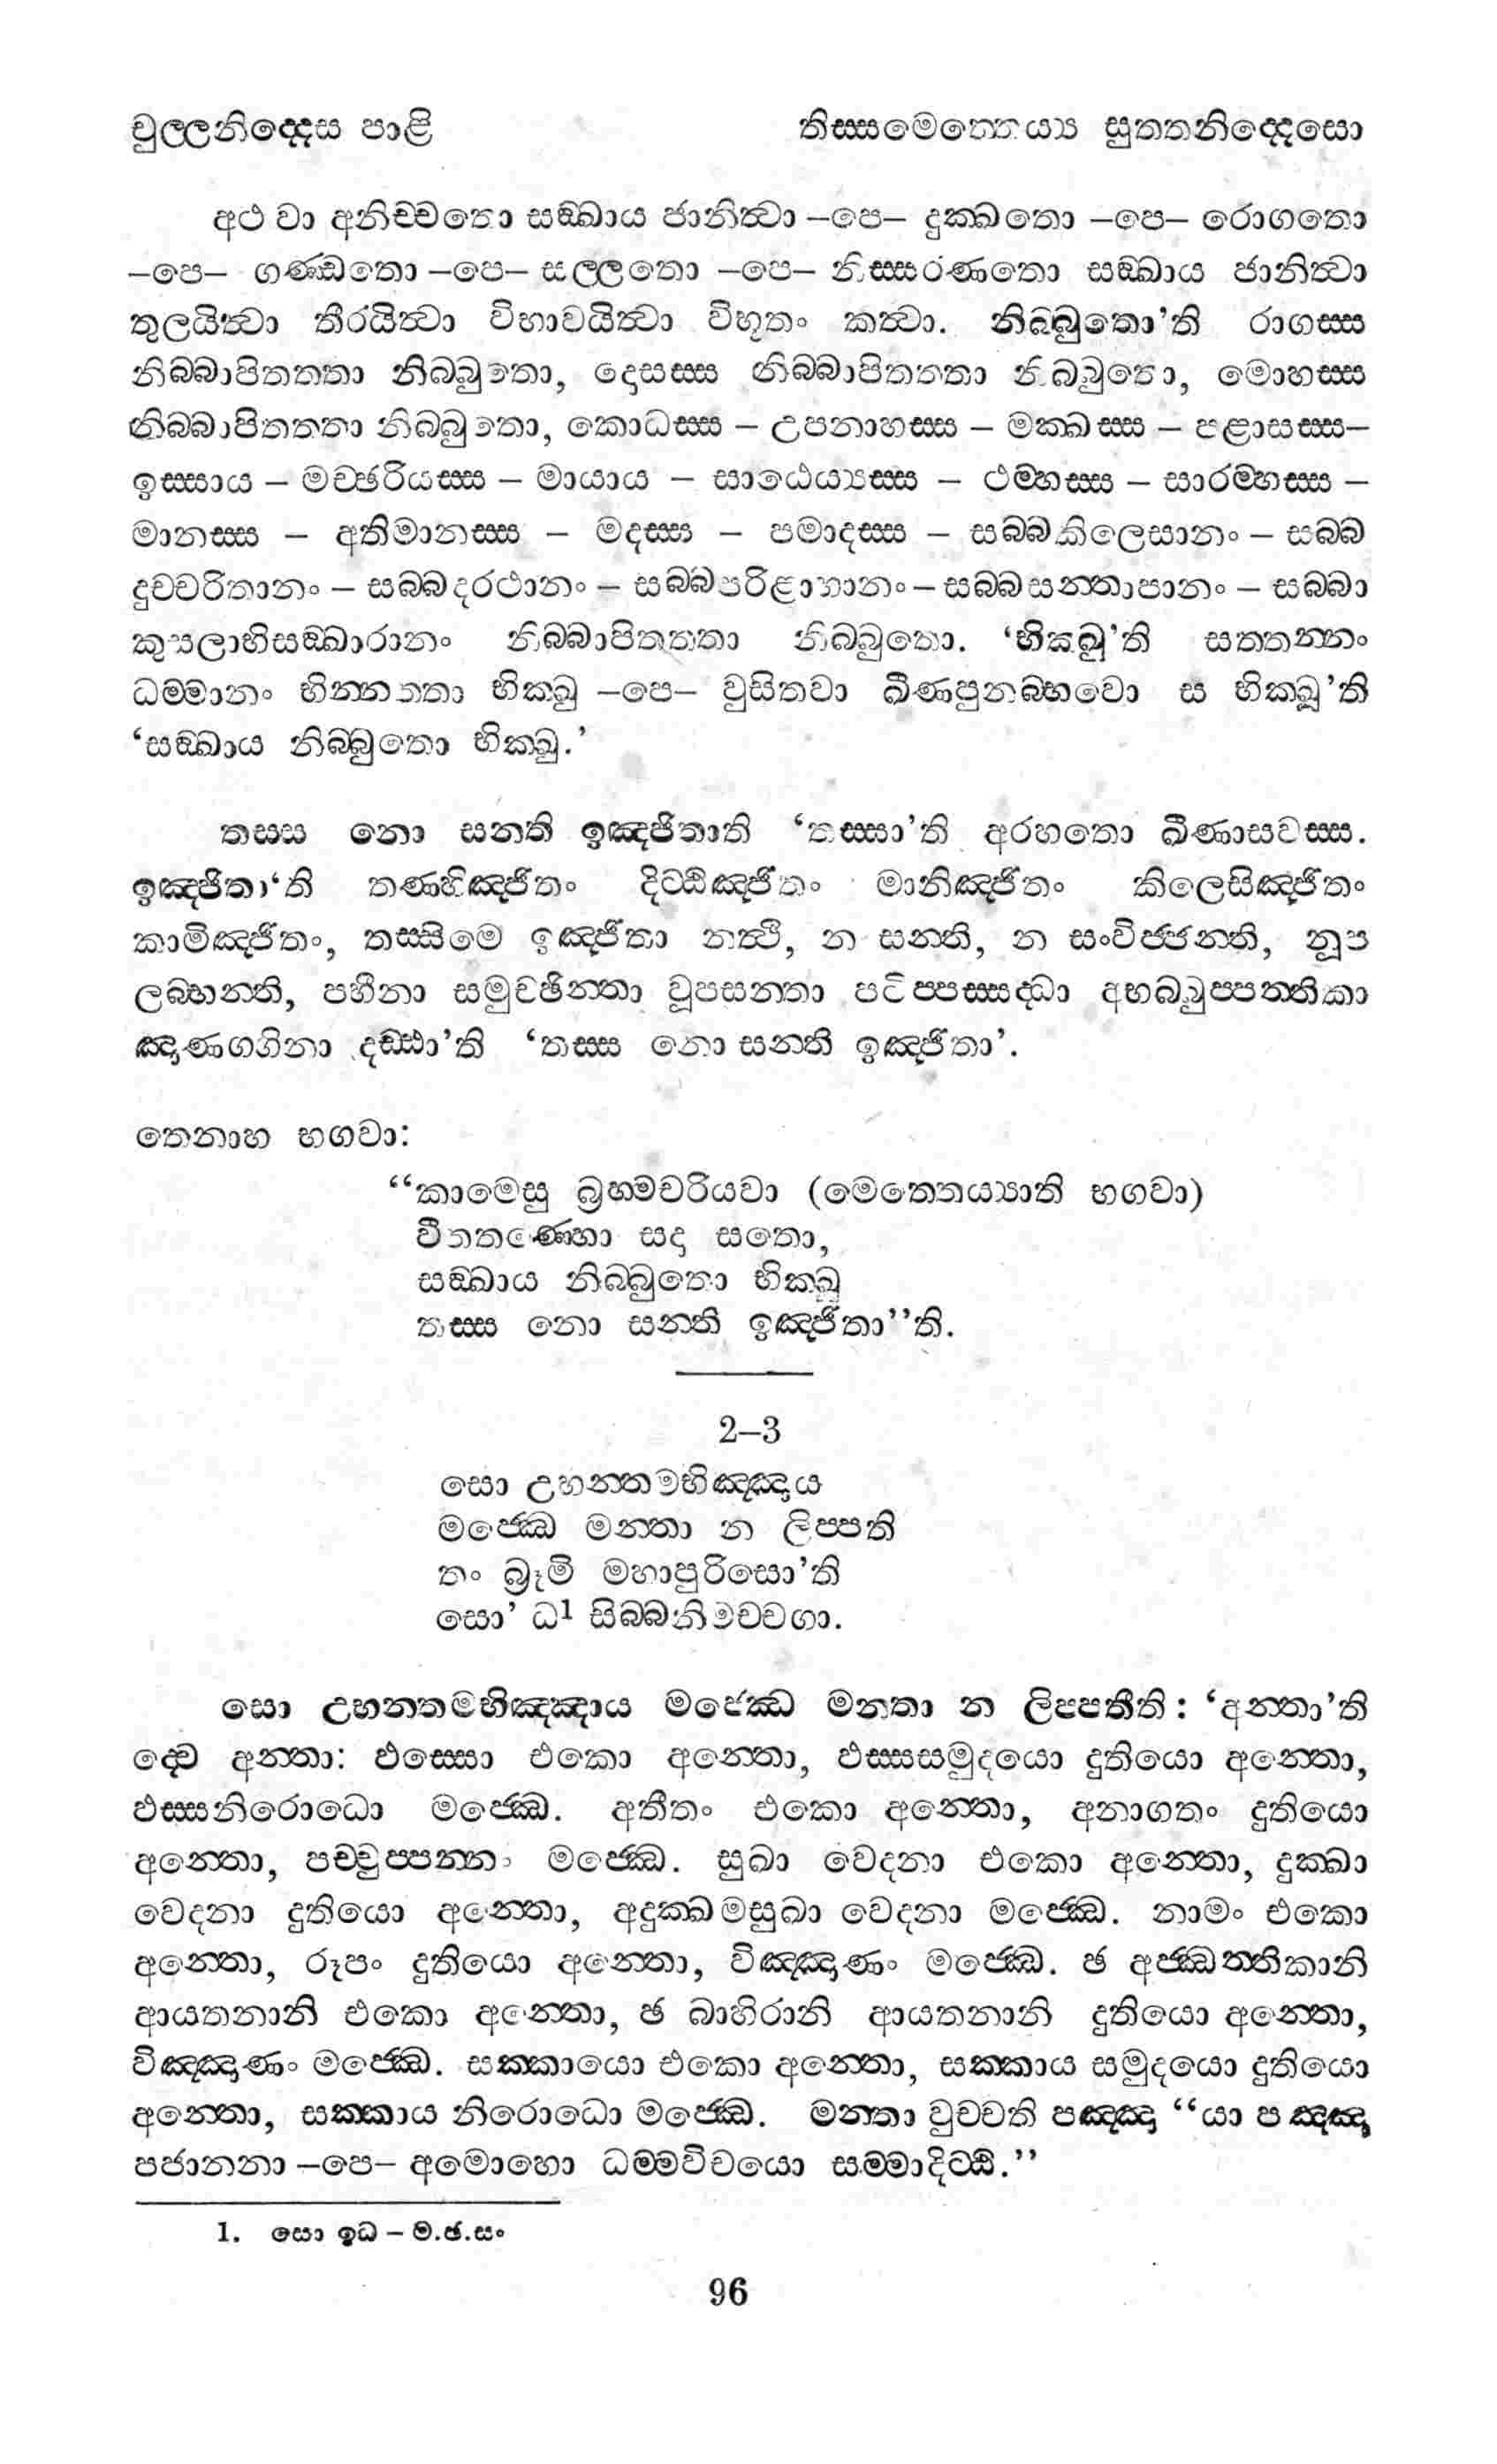 චුල්ලනිද්දෙස පාළි තිස්සමෙත්තෙය්‍ය සුත්තනිද්දෙසො
අථ වා අනිච්චතො සඞ්ඛාය ජානිත්‍වා –පෙ– දුක්ඛතො –පෙ– රොගතො
–පෙ– ගණ්ඩතො –පෙ– සල්ලතො –පෙ– නිස්සරණතො සඞ්ඛාය ජානිත්‍වා
තුලයිත්‍වා තීරයිත්‍වා විභාවයිත්‍වා විභූතං කත්‍වා. නිබ්බුතො’ති රාගස්ස
නිබ්බාපිතත්තා නිබ්බුතො, දොසස්ස නිබ්බාපිතත්තා නිබ්බුතො, මොහස්ස
නිබ්බාපිතත්තා නිබ්බුතො, කොධස්ස – උපනාහස්ස – මක්ඛස්ස – පළාසස්ස–
ඉස්සාය – මච්ඡරියස්ස – මායාය – සාඨෙය්‍යස්ස – ථම්භස්ස – සාරම්භස්ස –
මානස්ස – අතිමානස්ස – මදස්ස – පමාදස්ස – සබ්බකිලෙසානං – සබ්බ
දුච්චරිතානං – සබ්බදරථානං – සබ්බපරිළාහානං – සබ්බසන්තාපානං – සබ්බා
කුසලාභිසඞ්ඛාරානං නිබ්බාපිතත්තා නිබ්බුතො. ‘භික්ඛු’ති සත්තන්නං
ධම්මානං භින්නත්තා භික්ඛු –පෙ– වුසිතවා ඛීණපුනබ්භවො ස භික්ඛූ’ති
‘සඞ්ඛාය නිබ්බුතො භික්ඛු.’
තස්ස නො සන්ති ඉඤ්ජිතාති ‘තස්සා’ති අරහතො ඛීණාසවස්ස.
ඉඤ්ජිතා‘ති තණ්හිඤ්ජිතං දිට්ඨිඤ්ජිතං මානිඤ්ජිතං කිලෙසිඤ්ජිතං
කාමිඤ්ජිතං, තස්සිමෙ ඉඤ්ජිතා නත්‍ථි, න සන්ති, න සංවිජ්ජන්ති, නූප
ලබ්භන්ති, පහීනා සමුච්ඡින්නා වූපසන්තා පටිප්පස්සද්ධා අභබ්බුප්පත්තිකා
ඤාණග්ගිනා දඩ්ඪා’ති ‘තස්ස නො සන්ති ඉඤ්ජිතා’.
තෙනාහ භගවා:
“කාමෙසු බ්‍රහ්මචරියවා (මෙත්තෙය්‍යාති භගවා)
වීතතණ්හො සදා සතො,
සඞ්ඛාය නිබ්බුතො භික්ඛු
තස්ස නො සන්ති ඉඤ්ජිතා”ති.
2–3
සො උභන්තමභිඤ්ඤාය
මජ්ඣෙ මන්තා න ලිප්පති
තං බ්‍රූමි මහාපුරිසො’ති
සො’ ධ1 සිබ්බනිමච්චගා.
සො උභන්තමභිඤ්ඤාය මජ්ඣෙ මන්තා න ලිප්පතීති: ‘අන්තා’ති
ද්වෙ අන්තා: ඵස්සො එකො අන්තො, ඵස්සසමුදයො දුතියො අන්තො,
ඵස්සනිරොධො මජ්ඣෙ. අතීතං එකො අන්තො, අනාගතං දුතියො
අන්තො, පච්චුප්පන්නං මජ්ඣෙ. සුඛා වෙදනා එකො අන්තො, දුක්ඛා
වෙදනා දුතියො අන්තො, අදුක්ඛමසුඛා වෙදනා මජ්ඣෙ. නාමං එකො
අන්තො, රූපං දුතියො අන්තො, විඤ්ඤාණං මජ්ඣෙ. ඡ අජ්ඣත්තිකානි
ආයතනානි එකො අන්තො, ඡ බාහිරානි ආයතනානි දුතියො අන්තො,
විඤ්ඤාණං මජ්ඣෙ. සක්කායො එකො අන්තො, සක්කාය සමුදයො දුතියො
අන්තො, සක්කාය නිරොධො මජ්ඣෙ. මන්තා වුච්චති පඤ්ඤා “යා පඤ්ඤා
පජානනා –පෙ– අමොහො ධම්මවිචයො සම්මාදිට්ඨි.”
1. සො ඉධ – ම.ඡ.සං
96